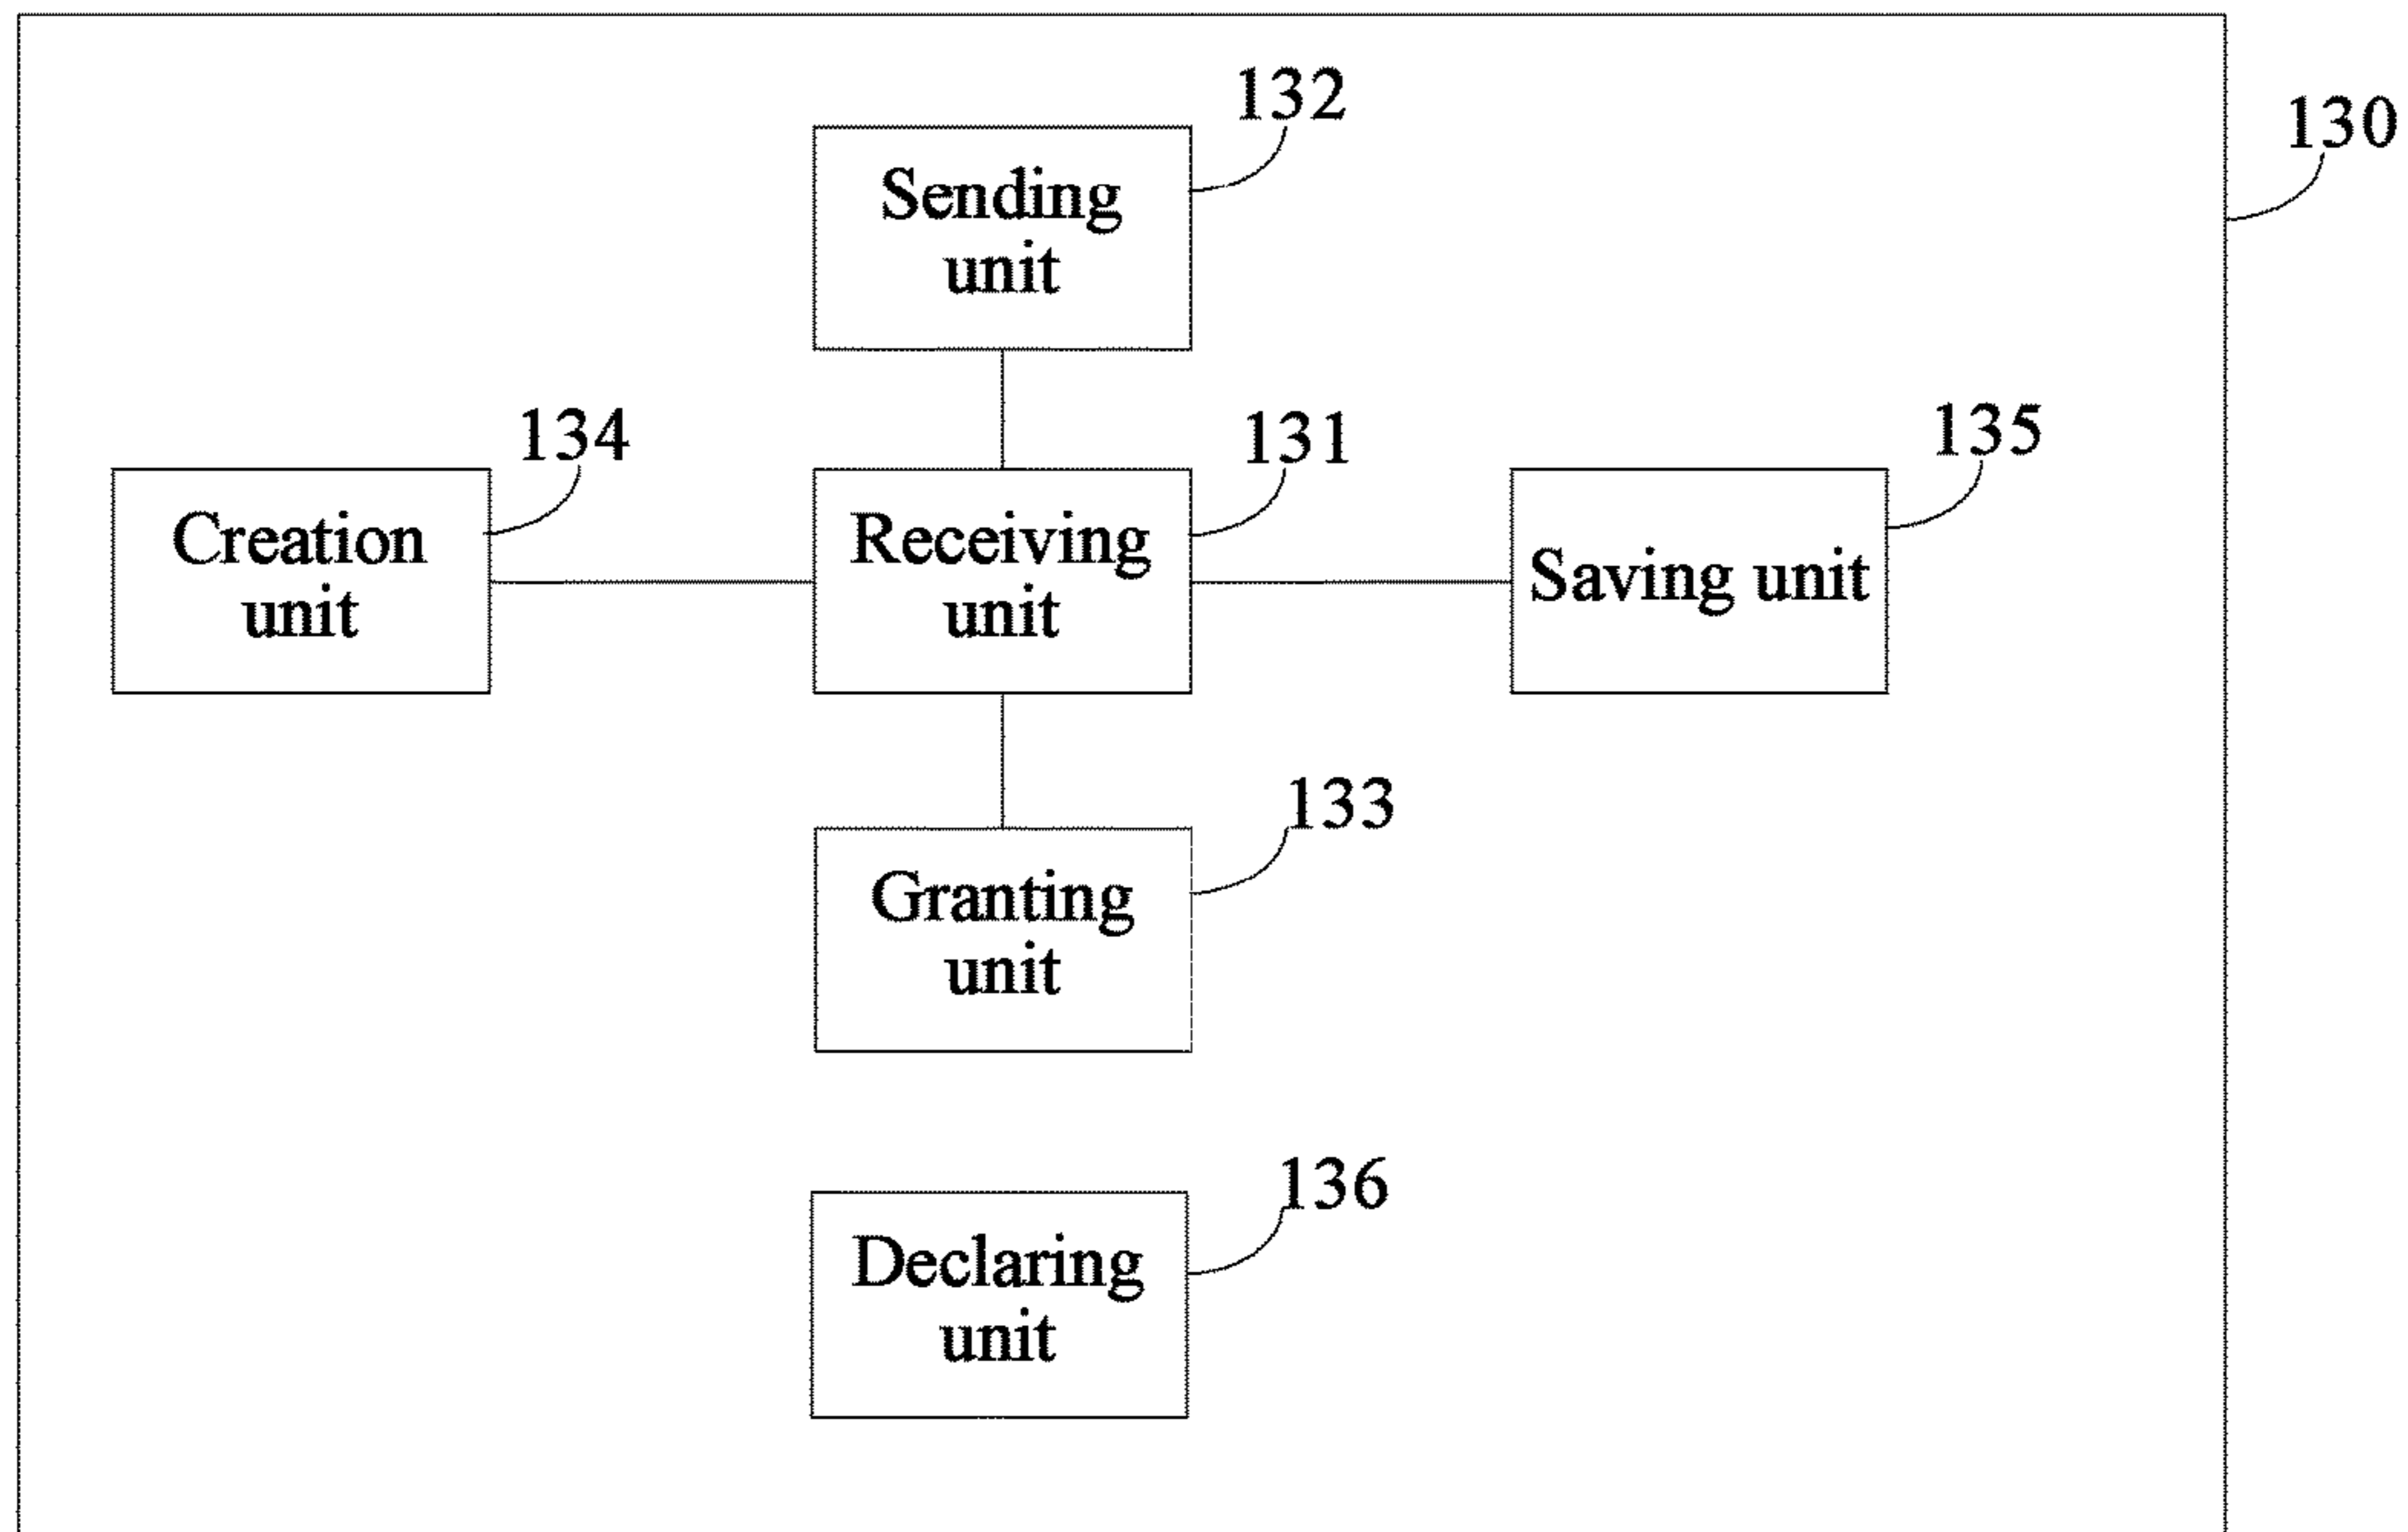 132
130
Sending
unit
134
131
135
Creation
unit
Receiving
unit
Saving unit
133
Granting
unit
136
Declaring
unit